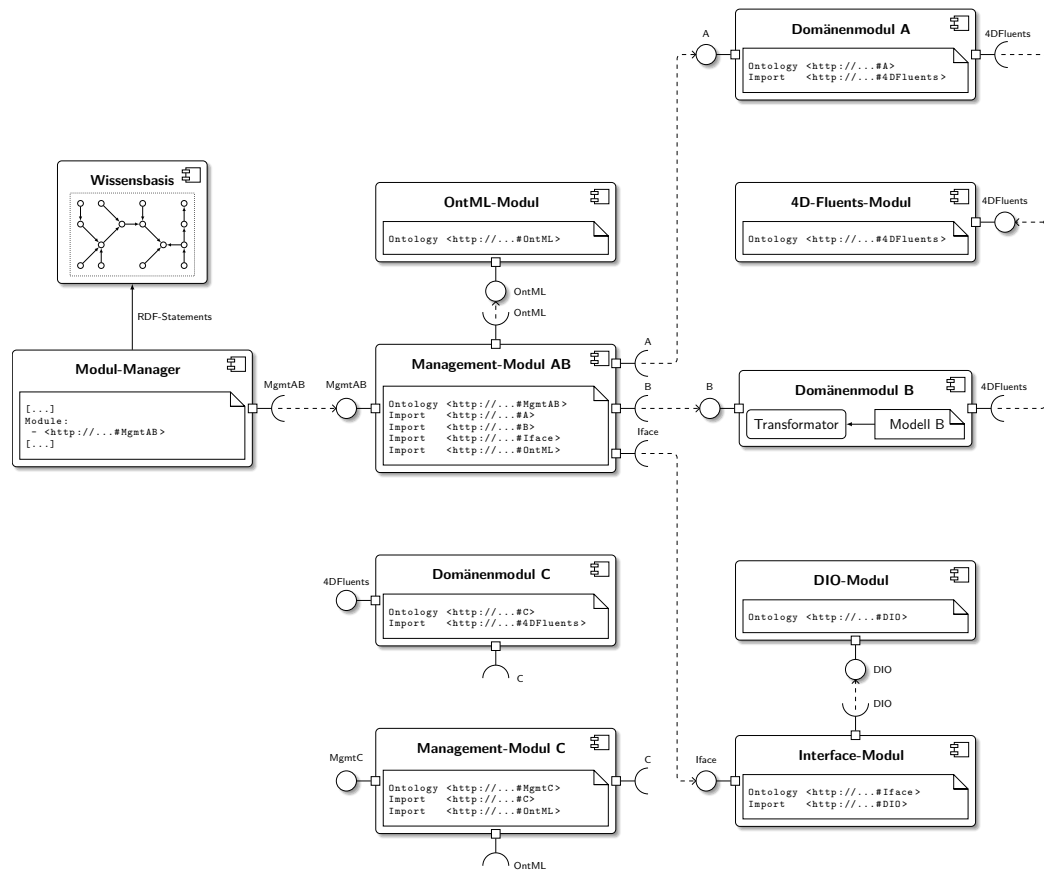 A
Domänenmodul A
4DFluents
Ontology <http://...#A>
Import <http://...#4DFluents>
Wissensbasis
OntML-Modul
Ontology <http://...#OntML>
4D-Fluents-Modul
4DFluents
Ontology <http://...#4DFluents>
OntML
OntML
RDF-Statements
Modul-Manager
[...]
Module:
- <http://...#MgmtAB>
[...]
MgmtAB
MgmtAB
Management-Modul AB
Ontology <http://...#MgmtAB>
Import <http://...#A>
Import <http://...#B>
Import <http://...#Iface>
Import <http://...#OntML>
A
B
Iface
B
Domänenmodul B
4DFluents
Transformator
Modell B
4DFluents
Domänenmodul C
Ontology <http://...#C>
Import <http://...#4DFluents>
C
DIO-Modul
Ontology <http://...#DIO>
DIO
DIO
MgmtC
Management-Modul C
C
Ontology <http://...#MgmtC>
Import <http://...#C>
Import <http://...#OntML>
OntML
Iface
Interface-Modul
Ontology <http://...#Iface>
Import <http://...#DIO>